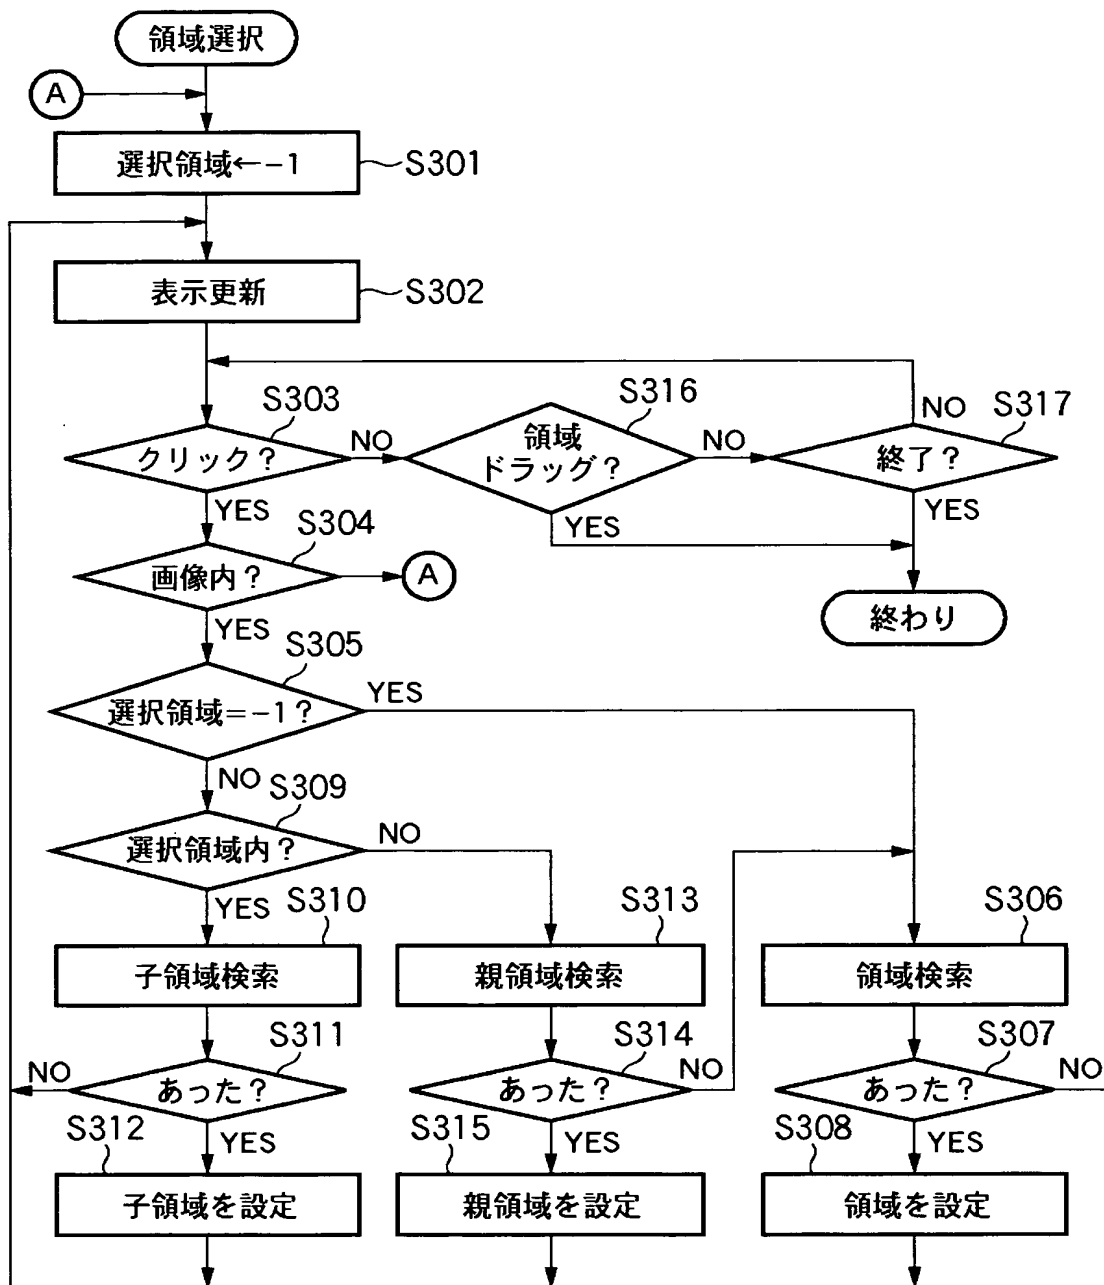 領域選択
A
選択領域←-1
S301
表示更新
S302
S303
クリック?
NO
S316
領域
ドラッグ?
NO
NO
S317
終了?
YES
YES
YES
S304
画像内?
A
終わり
YES
S305
選択領域=-1?
YES
NO
S309
選択領域内?
NO
YES
S310
子領域検索
S313
親領域検索
S306
領域検索
S311
あった?
NO
S314
あった?
NO
S307
あった?
NO
S312
YES
子領域を設定
S315
YES
親領域を設定
S308
YES
領域を設定